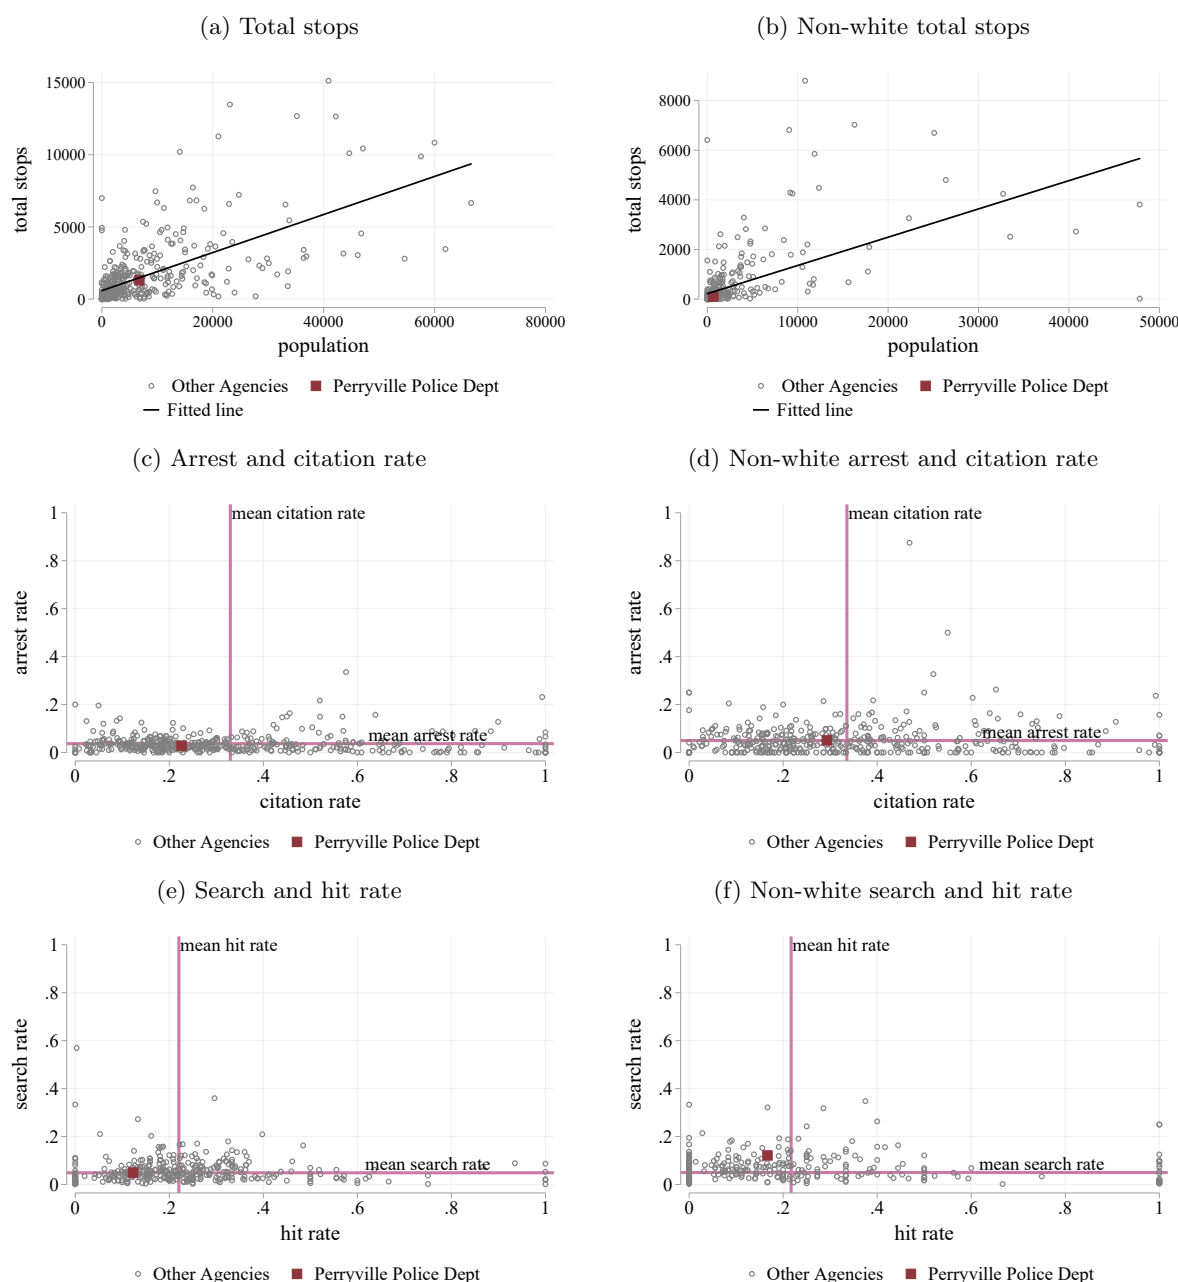 (a) Total stops
total stops
15000
10000
5000
0
0 20000 40000 60000 80000
population
Other Agencies Perryville Police Dept
Fitted line
(b) Non-white total stops
total stops
8000
6000
4000
2000
0
0 10000 20000 30000 40000 50000
population
Other Agencies Perryville Police Dept
Fitted line
(c) Arrest and citation rate
mean citation rate
arrest rate
1
.8
.6
.4
.2
0
mean arrest rate
0 .2 .4 .6 .8 1
citation rate
Other Agencies Perryville Police Dept
(d) Non-white arrest and citation rate
mean citation rate
arrest rate
1
.8
.6
.4
.2
0
mean arrest rate
0 .2 .4 .6 .8 1
citation rate
Other Agencies Perryville Police Dept
(e) Search and hit rate
mean hit rate
search rate
1
.8
.6
.4
.2
0
mean search rate
0 .2 .4 .6 .8 1
hit rate
Other Agencies Perryville Police Dept
(f) Non-white search and hit rate
mean hit rate
search rate
1
.8
.6
.4
.2
0
mean search rate
0 .2 .4 .6 .8 1
hit rate
Other Agencies Perryville Police Dept